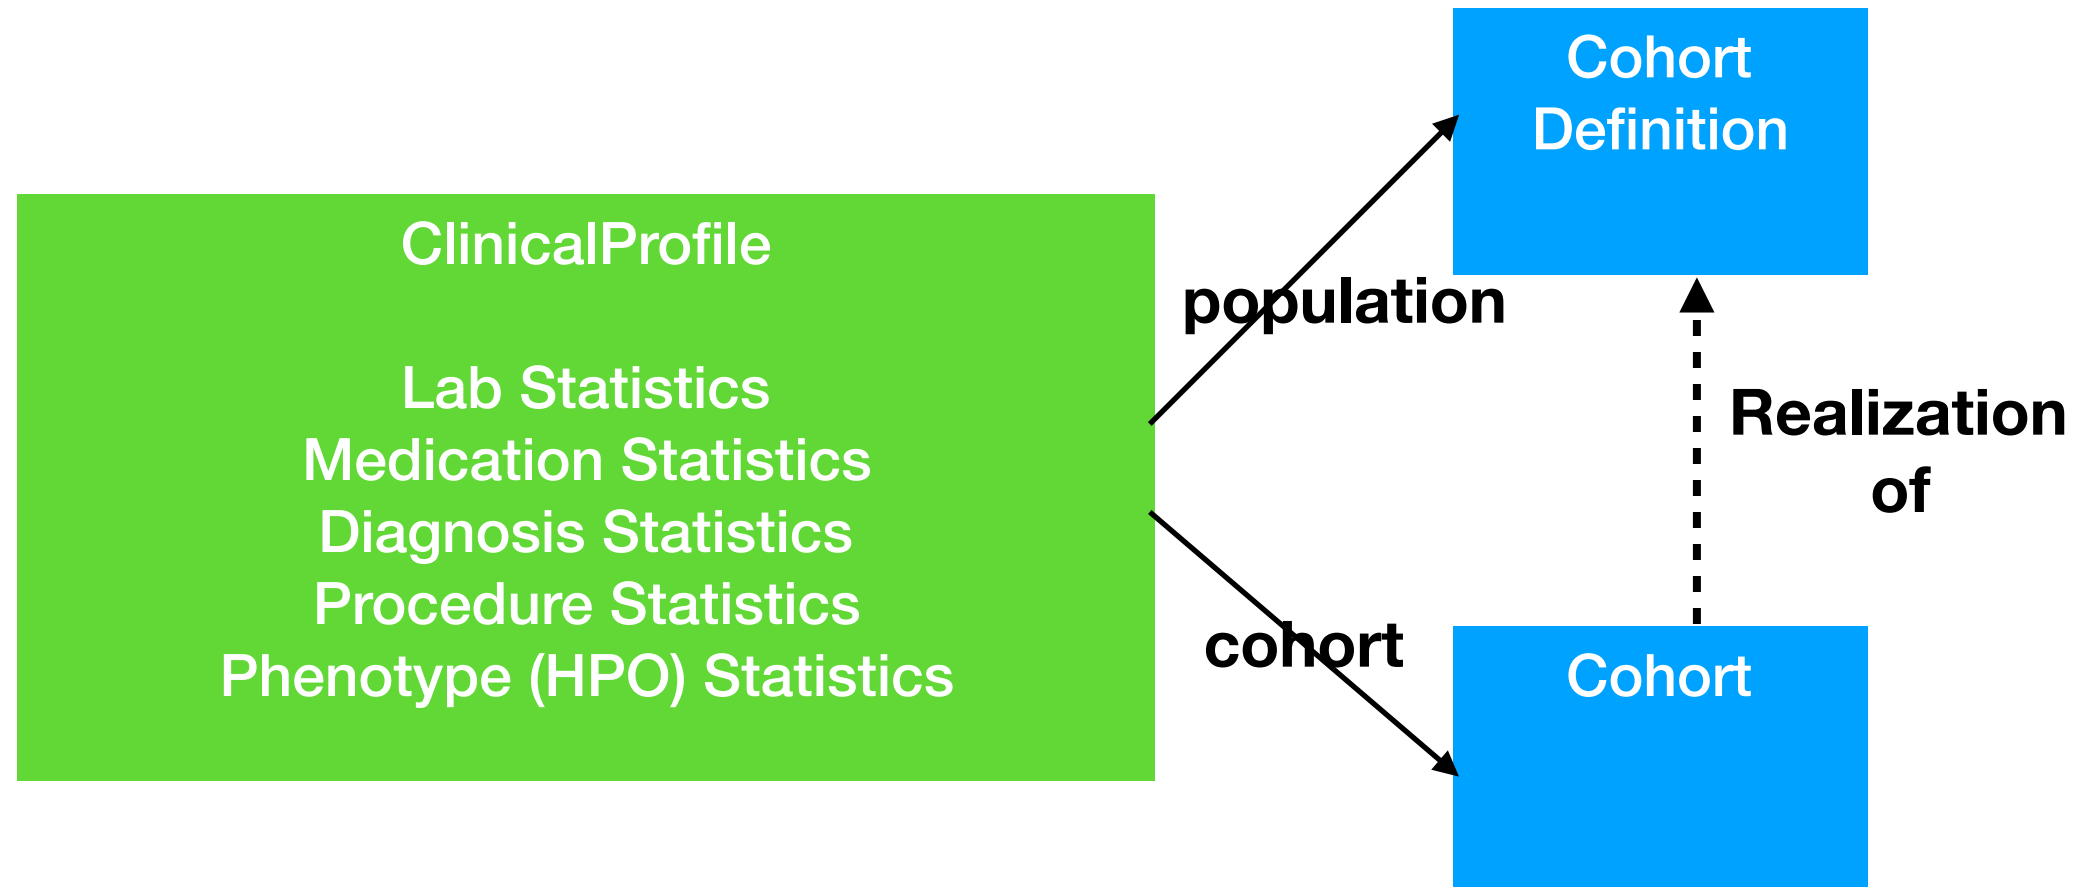 ClinicalProfile
Lab Statistics
Medication Statistics
Diagnosis Statistics
Procedure Statistics
Phenotype (HPO) Statistics
population
cohort
Cohort
Definition
Realization
of
Cohort